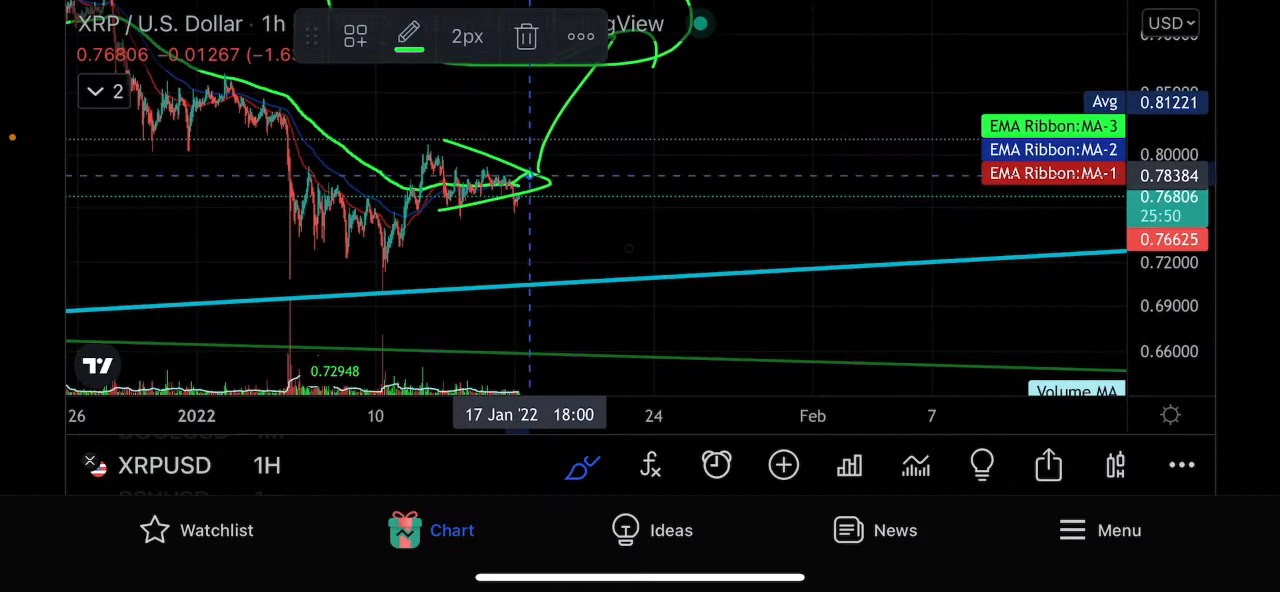 XRP / U.S. Dollar · 1h
gView
USD
0.76806 -0.01267 (-1.6
2px
2
Avg 0.81221
EMA Ribbon:MA-3
EMA Ribbon:MA-2
EMA Ribbon:MA-1
0.80000
0.78384
0.76806
25:50
0.76625
0.72000
0.69000
0.66000
0.72948
Volume MA
26 2022 10 17 Jan '22 18:00 24 Feb 7
XRPUSD 1H
Watchlist Chart Ideas News Menu